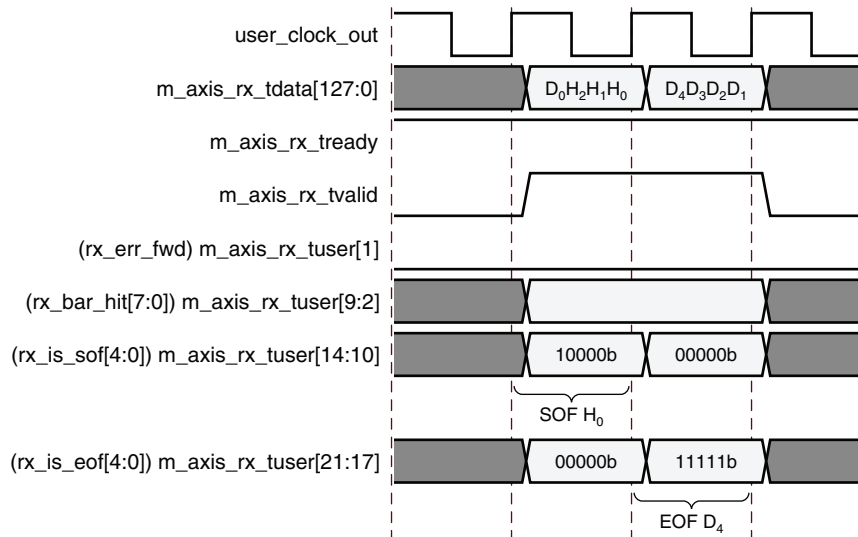 user_clock_out
m_axis_rx_tdata[127:0] D₀H₂H₁H₀ D₄D₃D₂D₁
m_axis_rx_tready
m_axis_rx_tvalid
(rx_err_fwd) m_axis_rx_tuser[1]
(rx_bar_hit[7:0]) m_axis_rx_tuser[9:2]
(rx_is_sof[4:0]) m_axis_rx_tuser[14:10] 10000b 00000b
SOF H₀
(rx_is_eof[4:0]) m_axis_rx_tuser[21:17] 00000b 11111b
EOF D₄